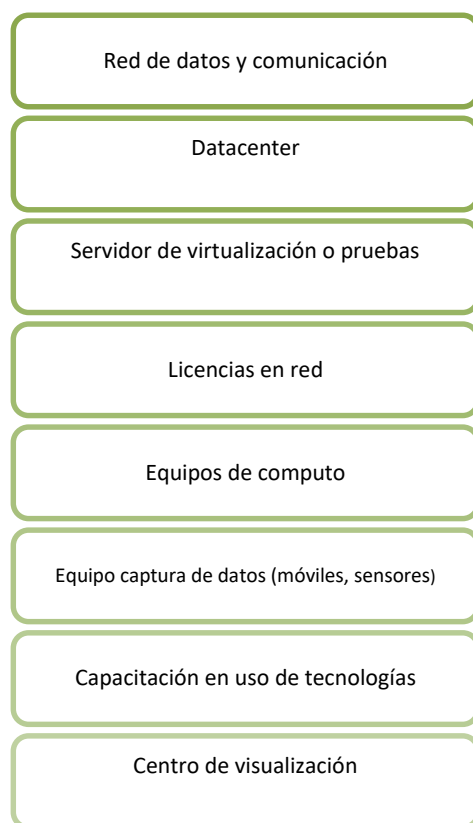 Red de datos y comunicación
Datacenter
Servidor de virtualización o pruebas
Licencias en red
Equipos de computo
Equipo captura de datos (móviles, sensores)
Capacitación en uso de tecnologías
Centro de visualización